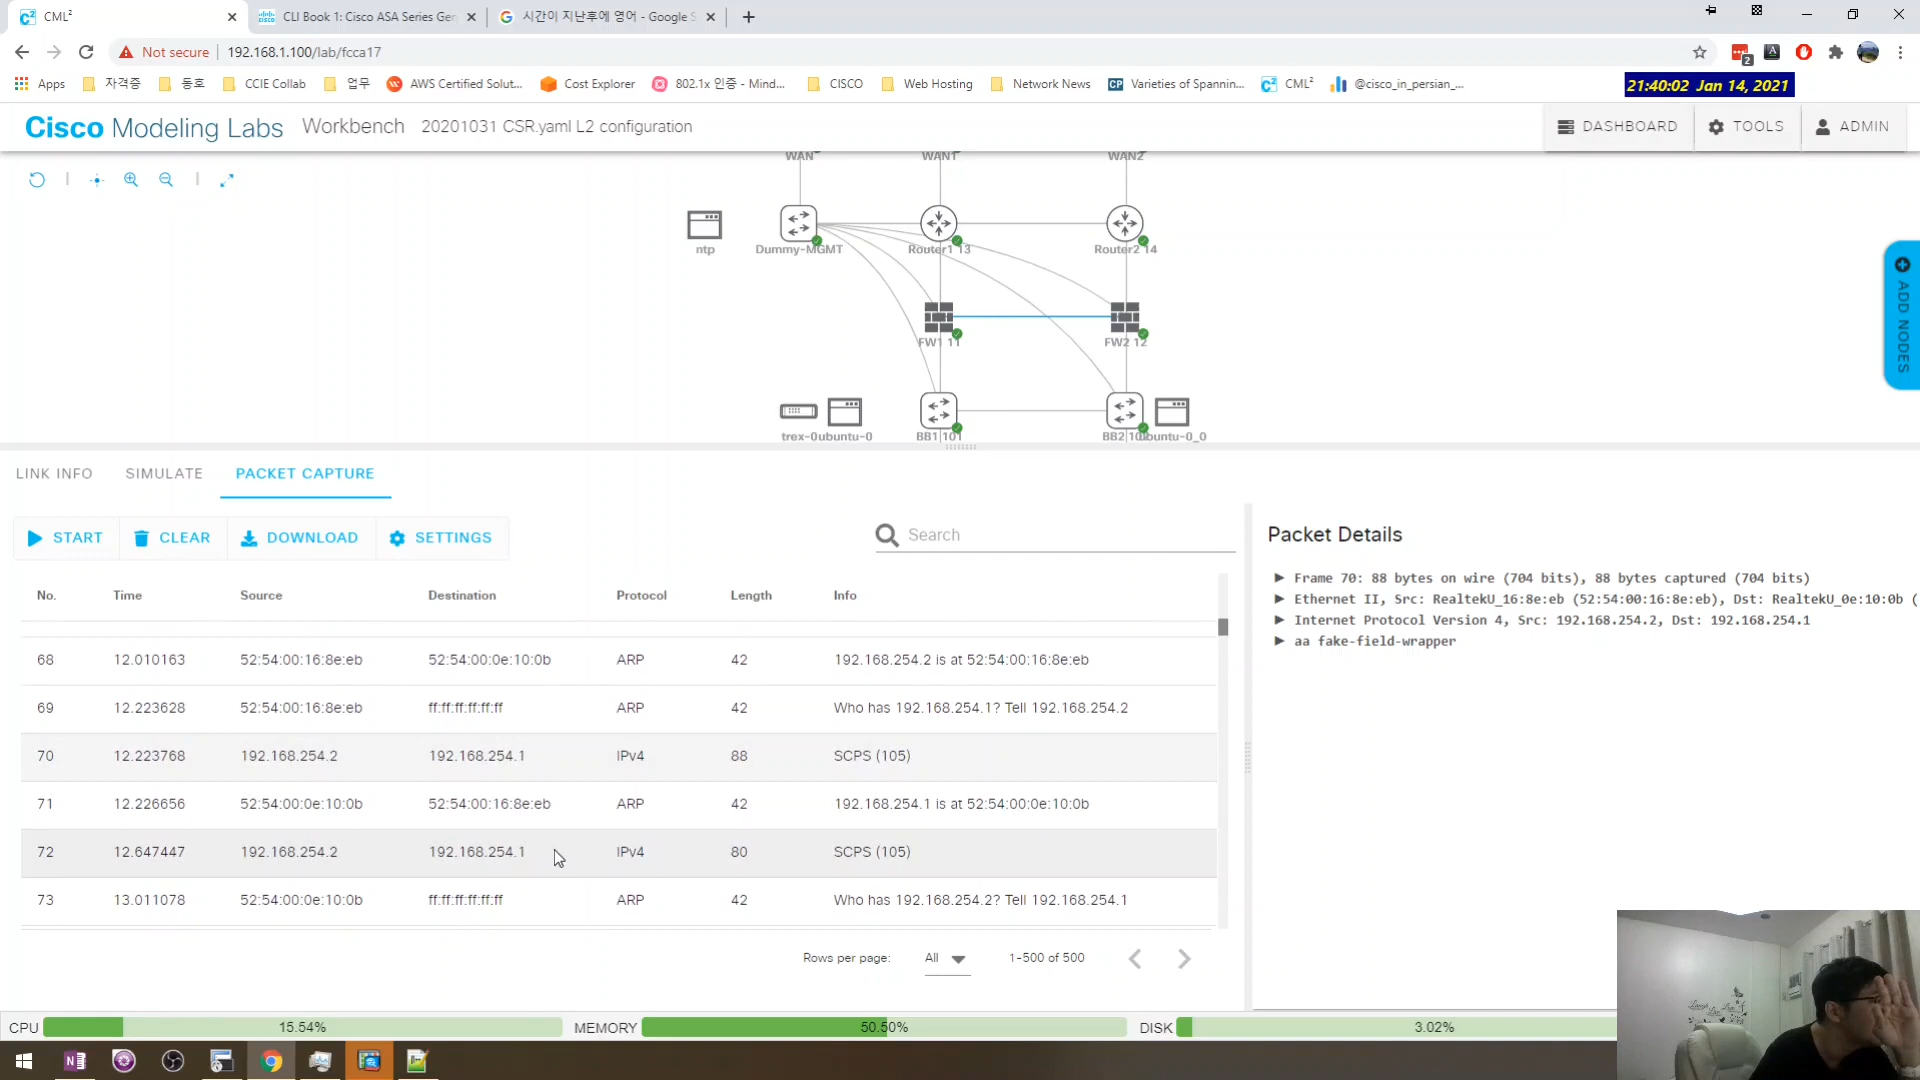 CML²
CLI Book 1: Cisco ASA Series Gen
시간이 지난후에 영어 - Google S
Not secure
192.168.1.100/lab/fcca17
2
Apps
자격증
동호
CCIE Collab
업무
AWS Certified Solut...
Cost Explorer
802.1x 인증 - Mind...
CISCO
Web Hosting
Network News
Varieties of Spannin...
CML²
@cisco_in_persian_...
21:40:02 Jan 14, 2021
Cisco Modeling Labs
Workbench
20201031 CSR.yaml L2 configuration
DASHBOARD
TOOLS
ADMIN
WAN
WAN1
WAN2
ntp
Dummy-MGMT
Router1 13
Router2 14
ADD NODES
FW1 11
FW2 12
trex-0
ubuntu-0
BB1|101
BB2|10
ubuntu-0_0
LINK INFO
SIMULATE
PACKET CAPTURE
START
CLEAR
DOWNLOAD
SETTINGS
Search
No. Time Source Destination Protocol Length Info
68 12.010163 52:54:00:16:8e:eb 52:54:00:0e:10:0b ARP 42 192.168.254.2 is at 52:54:00:16:8e:eb
69 12.223628 52:54:00:16:8e:eb ff:ff:ff:ff:ff:ff ARP 42 Who has 192.168.254.1? Tell 192.168.254.2
70 12.223768 192.168.254.2 192.168.254.1 IPv4 88 SCPS (105)
71 12.226656 52:54:00:0e:10:0b 52:54:00:16:8e:eb ARP 42 192.168.254.1 is at 52:54:00:0e:10:0b
72 12.647447 192.168.254.2 192.168.254.1 IPv4 80 SCPS (105)
73 13.011078 52:54:00:0e:10:0b ff:ff:ff:ff:ff:ff ARP 42 Who has 192.168.254.2? Tell 192.168.254.1
Rows per page: All 1-500 of 500
Packet Details
Frame 70: 88 bytes on wire (704 bits), 88 bytes captured (704 bits)
Ethernet II, Src: RealtekU_16:8e:eb (52:54:00:16:8e:eb), Dst: RealtekU_0e:10:0b (
Internet Protocol Version 4, Src: 192.168.254.2, Dst: 192.168.254.1
aa fake-field-wrapper
CPU 15.54% MEMORY 50.50% DISK 3.02%